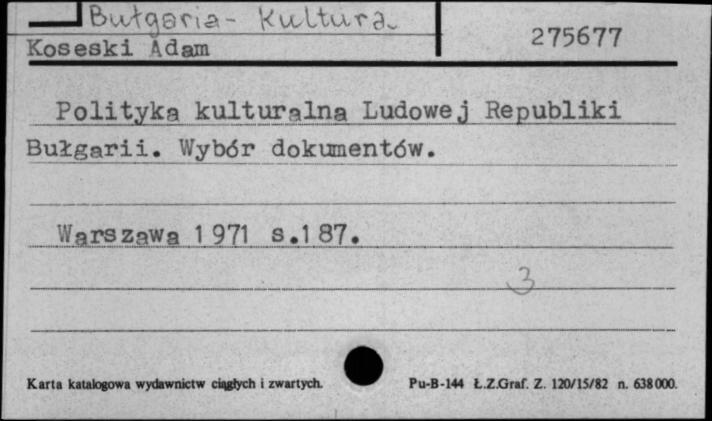 Bułgaria - Kultura
Koseski Adam
275677
Polityka kulturalna Ludowej Republiki
Bułgarii. Wybór dokumentów.
Warszawa 1971 s.187.
3
Karta katalogowa wydawnictw ciągłych i zwartych.
Pu-B-144 Ł.Z.Graf. Z. 120/15/82 n. 638000.